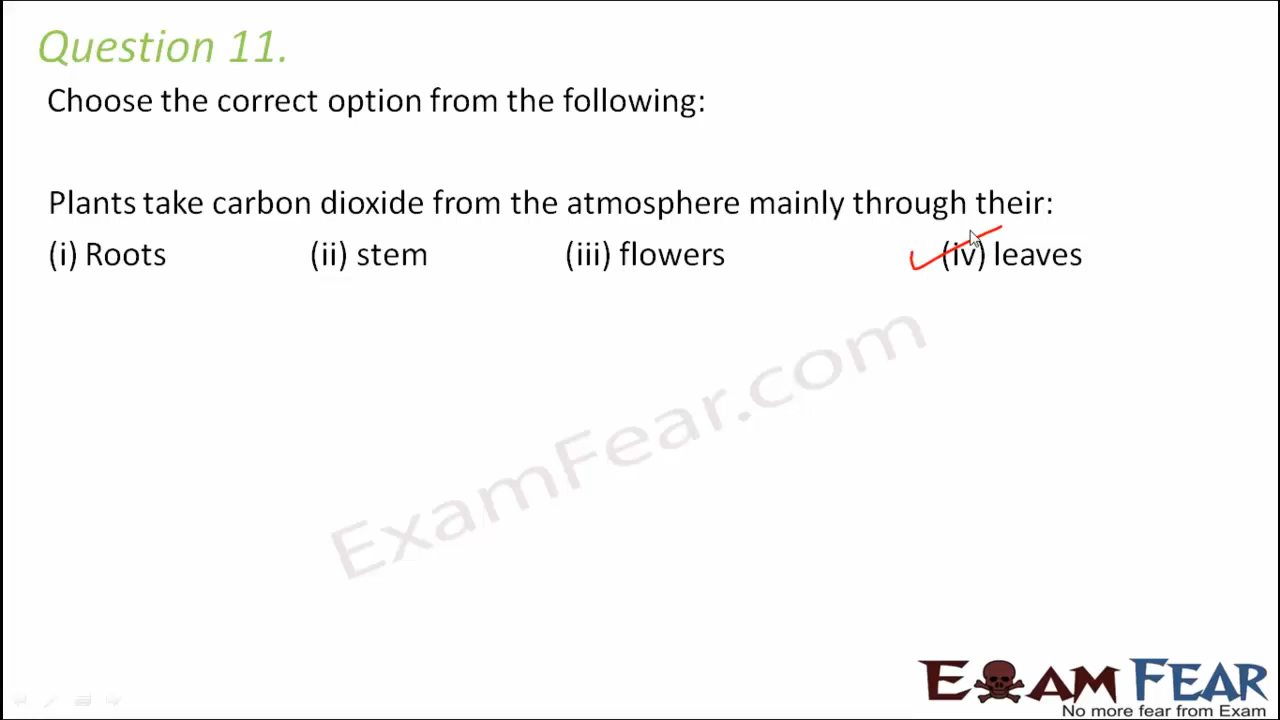 Question 11.
Choose the correct option from the following:
Plants take carbon dioxide from the atmosphere mainly through their:
(i) Roots (ii) stem (iii) flowers (iv) leaves
ExamFear.com
EXAM FEAR
No more fear from Exam